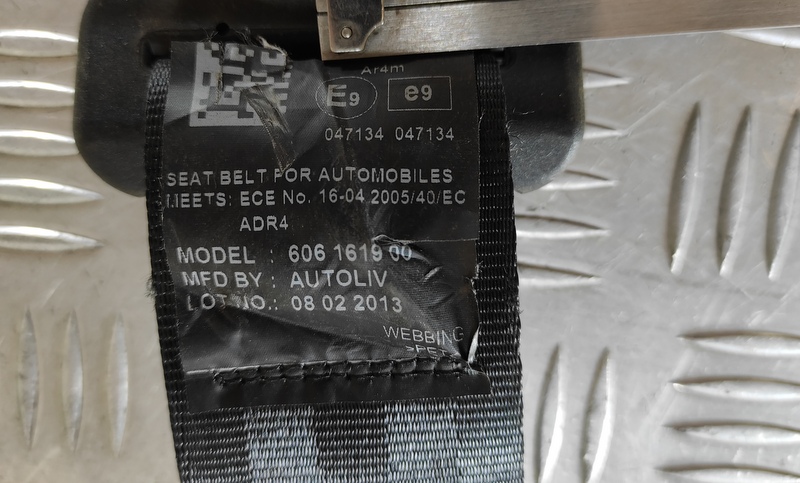 Ar4m
E9 e9
047134 047134
SEAT BELT FOR AUTOMOBILES
MEETS: ECE No. 16-04 2005/40/EC
ADR4
MODEL : 606 1619 00
MFD BY : AUTOLIV
LOT NO.: 08 02 2013
WEBBING